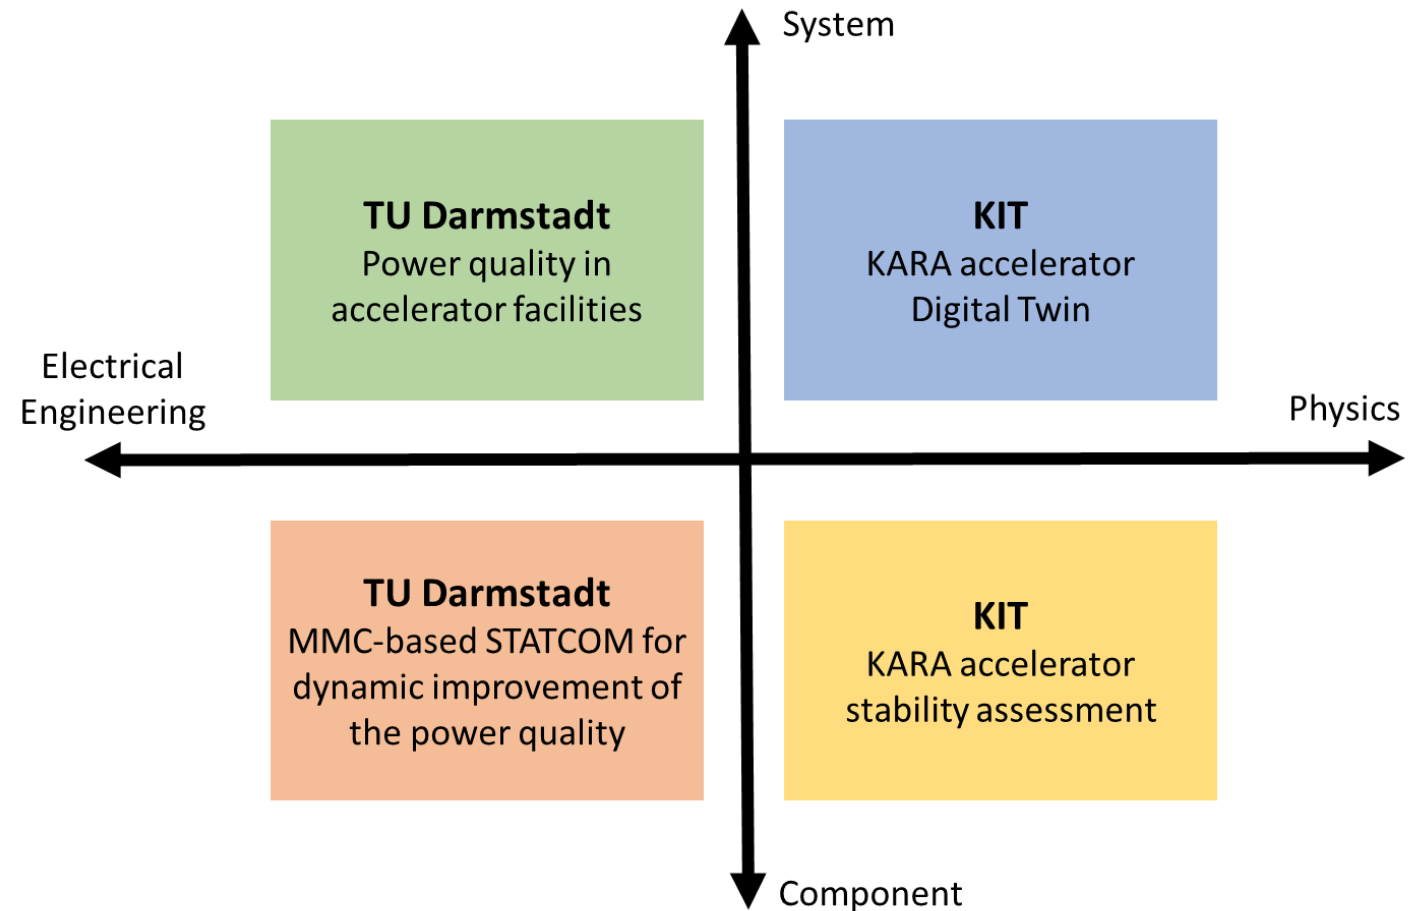 System
TU Darmstadt
Power quality in
accelerator facilities
KIT
KARA accelerator
Digital Twin
Electrical
Engineering
Physics
TU Darmstadt
MMC-based STATCOM for
dynamic improvement of
the power quality
KIT
KARA accelerator
stability assessment
Component